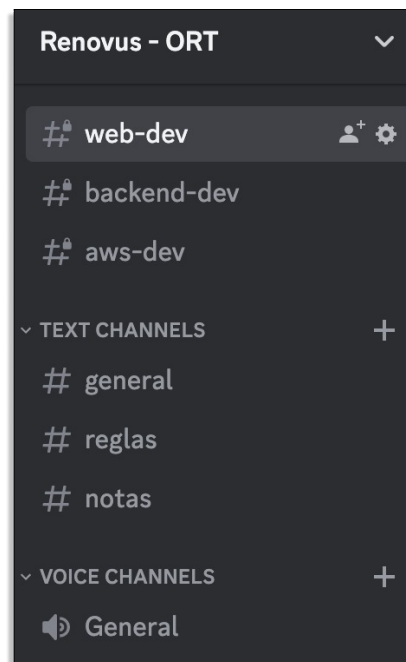 Renovus - ORT
web-dev
backend-dev
aws-dev
TEXT CHANNELS
general
reglas
notas
VOICE CHANNELS
General